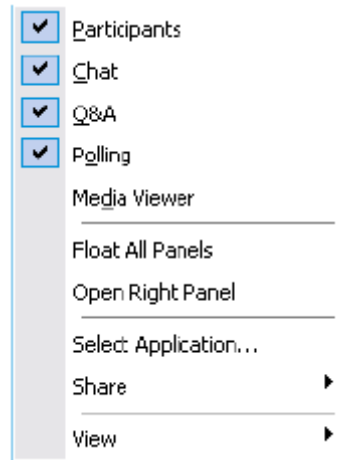 Participants
Chat
Q&A
Polling
Media Viewer
Float All Panels
Open Right Panel
Select Application...
Share
View